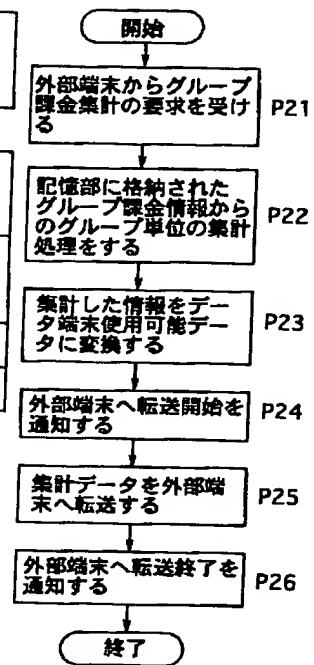 開始
外部端末からグループ
課金集計の要求を受け
る
P21
記憶部に格納された
グループ課金情報から
のグループ単位の集計
処理をする
P22
集計した情報をデー
タ端末使用可能デー
タに変換する
P23
外部端末へ転送開始を
通知する
P24
集計データを外部端
末へ転送する
P25
外部端末へ転送終了を
通知する
P26
終了